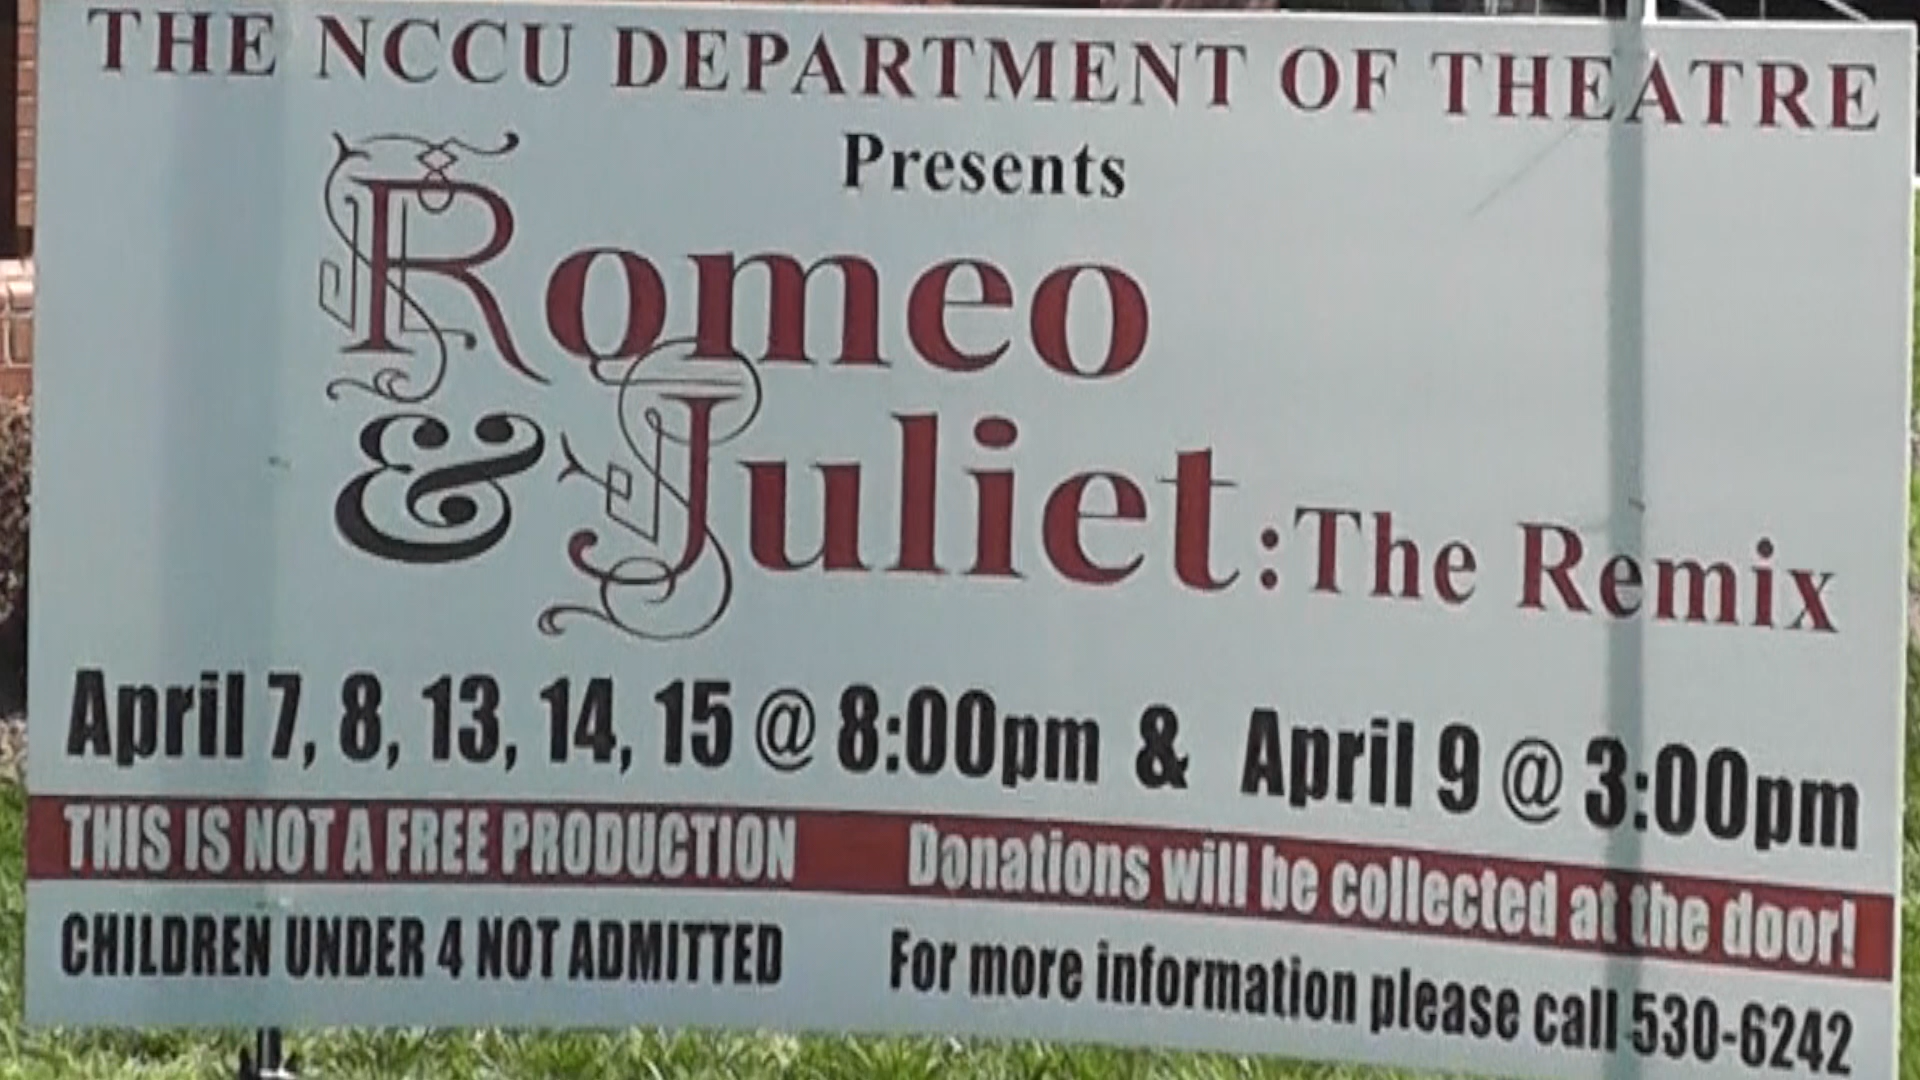 THE NCCU DEPARTMENT OF THEATRE
Presents
Romeo
& Juliet: The Remix
April 7, 8, 13, 14, 15 @ 8:00pm & April 9 @ 3:00pm
THIS IS NOT A FREE PRODUCTION Donations will be collected at the door!
CHILDREN UNDER 4 NOT ADMITTED For more information please call 530-6242